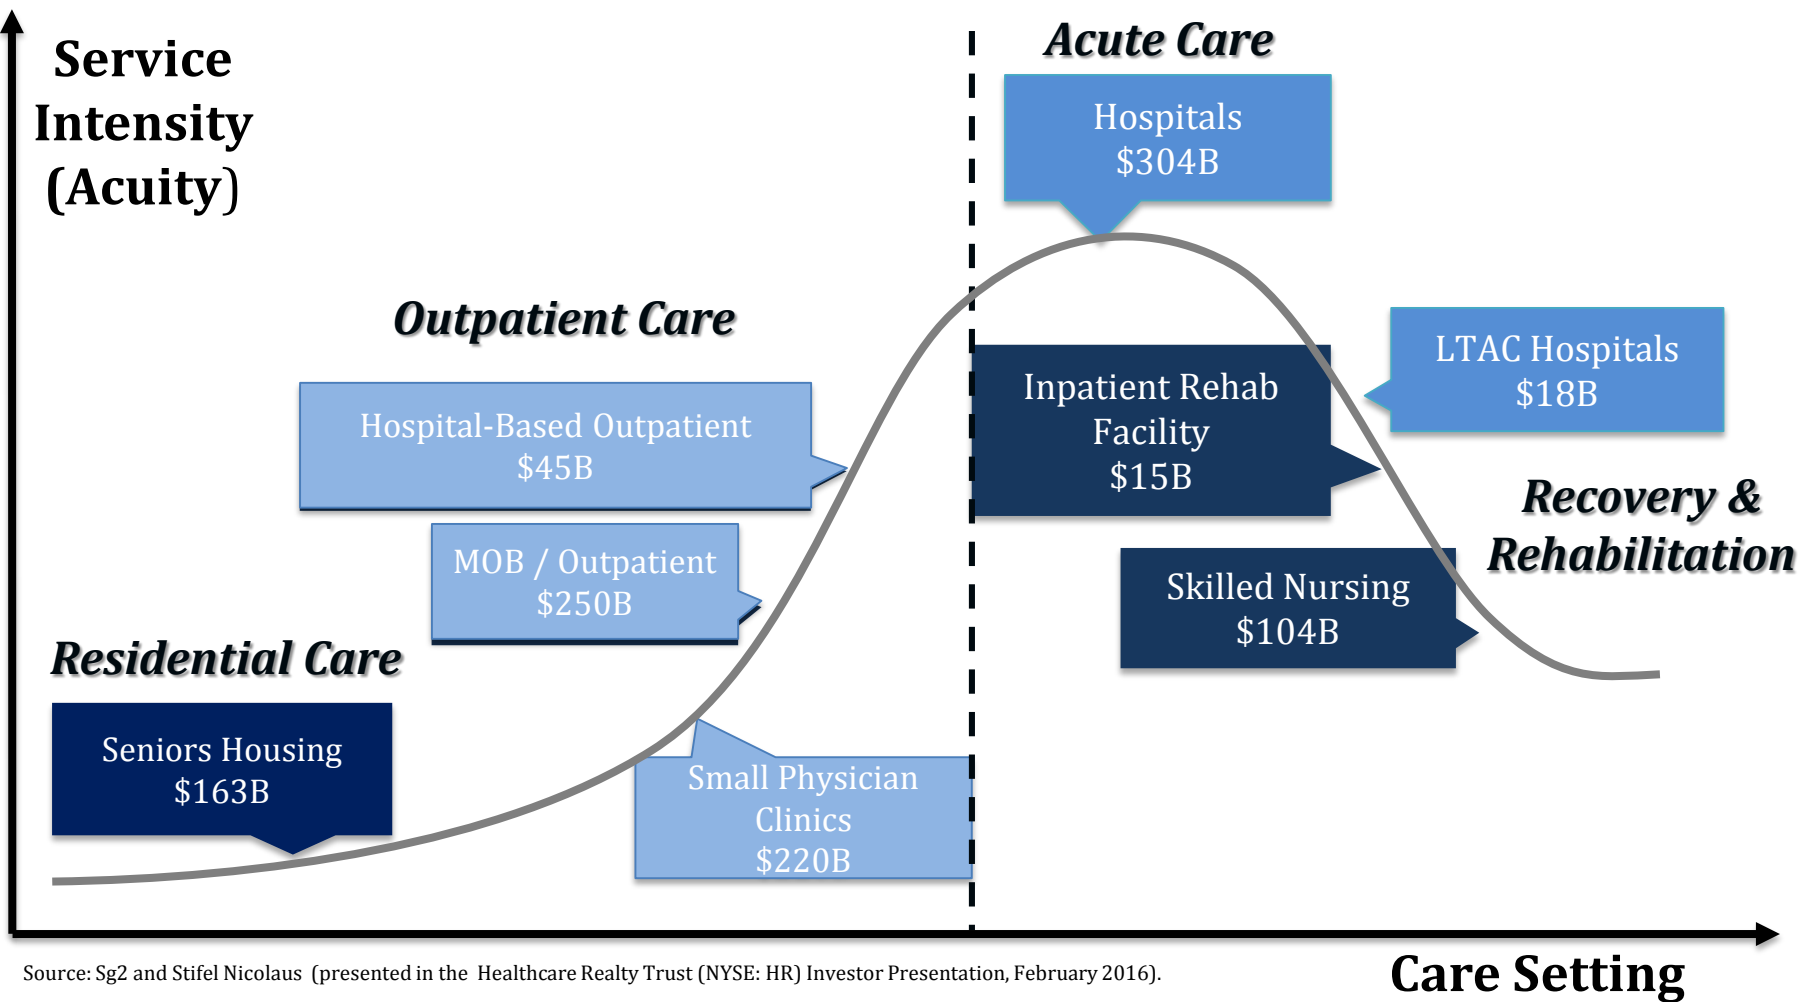 Service
Intensity
(Acuity)
Acute Care
Hospitals
$304B
Outpatient Care
Hospital-Based Outpatient
$45B
MOB / Outpatient
$250B
Inpatient Rehab
Facility
$15B
LTAC Hospitals
$18B
Recovery &
Rehabilitation
Skilled Nursing
$104B
Residential Care
Seniors Housing
$163B
Small Physician
Clinics
$220B
Source: Sg2 and Stifel Nicolaus (presented in the Healthcare Realty Trust (NYSE: HR) Investor Presentation, February 2016).
Care Setting